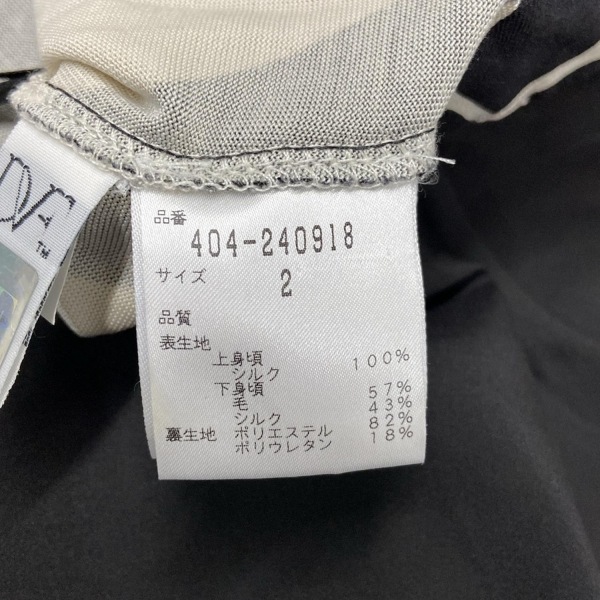 品番
404-240918
サイズ
2
品質
表生地
上身頃 100%
シルク
下身頃 57%
毛 43%
シルク 82%
裏生地 ポリエステル 18%
ポリウレタン
TM